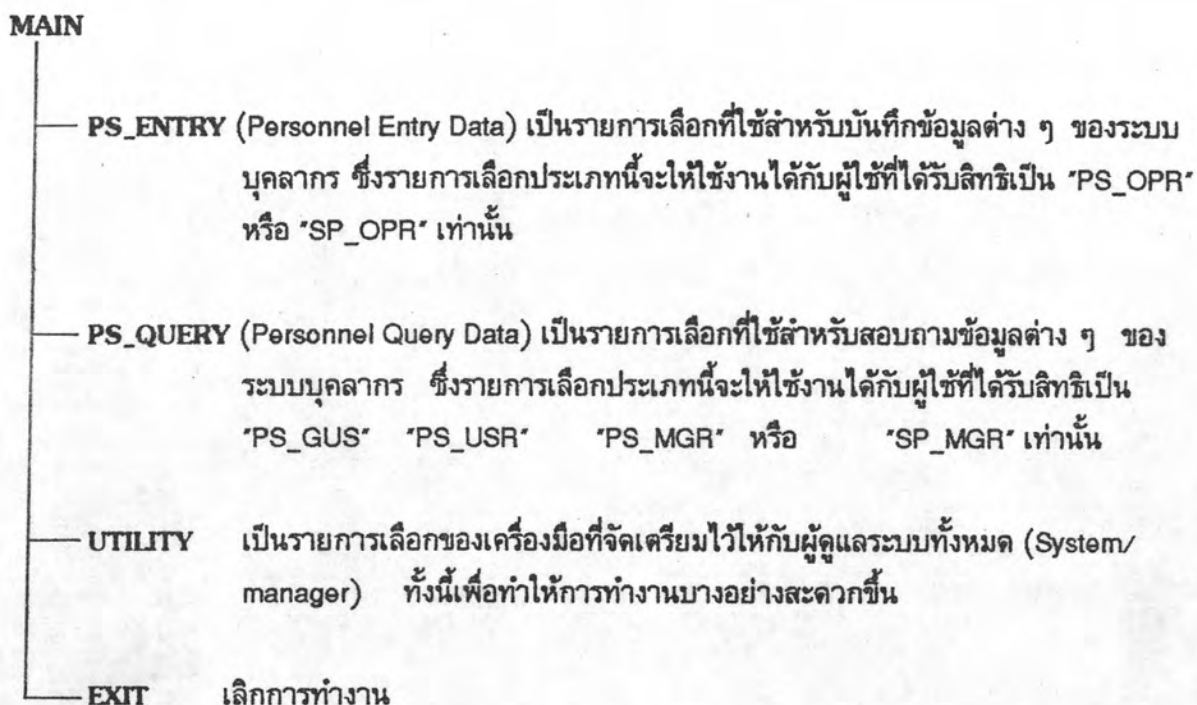 MAIN
PS_ENTRY (Personnel Entry Data) เป็นรายการเลือกที่ใช้สำหรับบันทึกข้อมูลต่าง ๆ ของระบบ
บุคลากร ซึ่งรายการเลือกประเภทนี้จะให้ใช้งานได้กับผู้ใช้ที่ได้รับสิทธิเป็น "PS_OPR"
หรือ "SP_OPR" เท่านั้น
PS_QUERY (Personnel Query Data) เป็นรายการเลือกที่ใช้สำหรับสอบถามข้อมูลต่าง ๆ ของ
ระบบบุคลากร ซึ่งรายการเลือกประเภทนี้จะให้ใช้งานได้กับผู้ใช้ที่ได้รับสิทธิเป็น
"PS_GUS" "PS_USR" "PS_MGR" หรือ "SP_MGR" เท่านั้น
UTILITY เป็นรายการเลือกของเครื่องมือที่จัดเตรียมไว้ให้กับผู้ดูแลระบบทั้งหมด (System/
manager) ทั้งนี้เพื่อทำให้การทำงานบางอย่างสะดวกขึ้น
EXIT เลิกการทำงาน